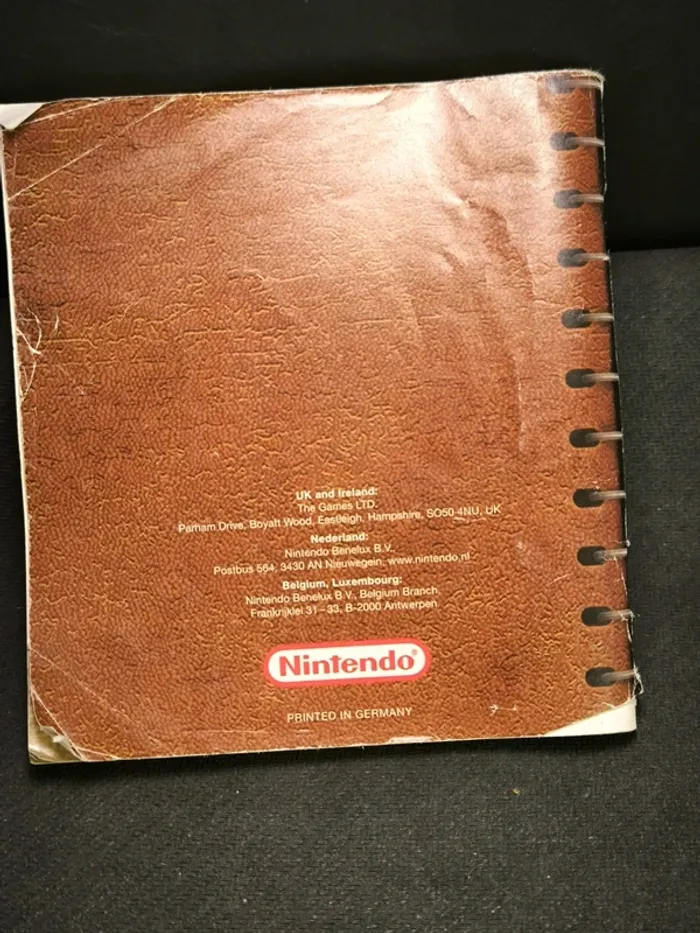 UK and Ireland:
The Games LTD.
Parham Drive, Boyatt Wood, Eastleigh, Hampshire, SO50 4NU, UK
Nederland:
Nintendo Benelux B.V.
Postbus 564, 3430 AN Nieuwegein, www.nintendo.nl
Belgium, Luxembourg:
Nintendo Benelux B.V., Belgium Branch,
Frankrijklei 31–33, B-2000 Antwerpen
Nintendo®
PRINTED IN GERMANY